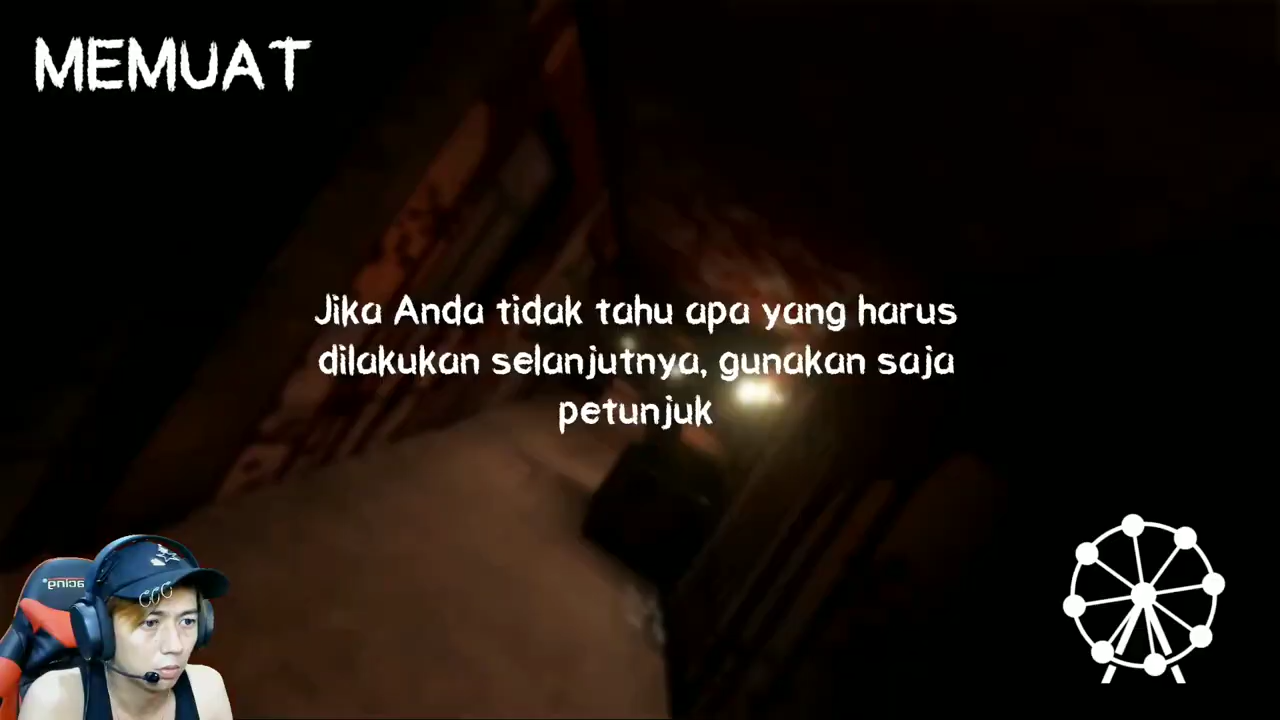 MEMUAT
Jika Anda tidak tahu apa yang harus
dilakukan selanjutnya, gunakan saja
petunjuk